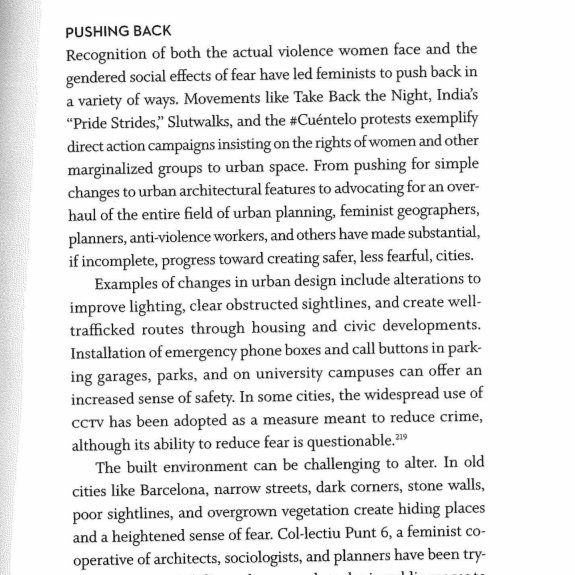 PUSHING BACK
Recognition of both the actual violence women face and the
gendered social effects of fear have led feminists to push back in
a variety of ways. Movements like Take Back the Night, India’s
“Pride Strides,” Slutwalks, and the #Cuéntelo protests exemplify
direct action campaigns insisting on the rights of women and other
marginalized groups to urban space. From pushing for simple
changes to urban architectural features to advocating for an over-
haul of the entire field of urban planning, feminist geographers,
planners, anti-violence workers, and others have made substantial,
if incomplete, progress toward creating safer, less fearful, cities.
Examples of changes in urban design include alterations to
improve lighting, clear obstructed sightlines, and create well-
trafficked routes through housing and civic developments.
Installation of emergency phone boxes and call buttons in park-
ing garages, parks, and on university campuses can offer an
increased sense of safety. In some cities, the widespread use of
CCTV has been adopted as a measure meant to reduce crime,
although its ability to reduce fear is questionable.²¹⁹
The built environment can be challenging to alter. In old
cities like Barcelona, narrow streets, dark corners, stone walls,
poor sightlines, and overgrown vegetation create hiding places
and a heightened sense of fear. Col·lectiu Punt 6, a feminist co-
operative of architects, sociologists, and planners have been try-